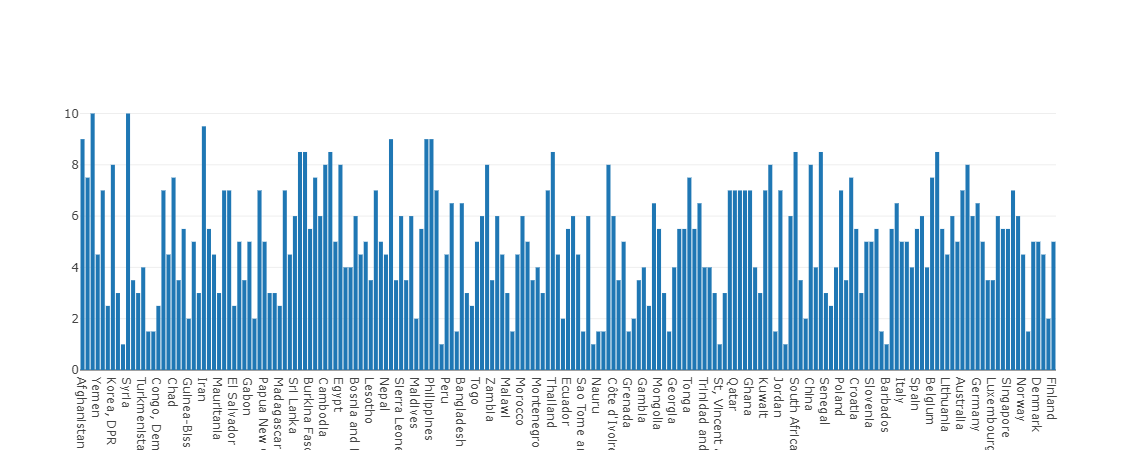 10
8
6
4
2
0
Afghanistan
Yemen
Korea, DPR
Syria
Turkmenista
Congo, Dem
Chad
Guinea-Biss
Iran
Mauritania
El Salvador
Gabon
Papua New
Madagascar
Sri Lanka
Burkina Faso
Cambodia
Egypt
Bosnia and
Lesotho
Nepal
Sierra Leone
Maldives
Philippines
Peru
Bangladesh
Togo
Zambia
Malawi
Morocco
Montenegro
Thailand
Ecuador
Sao Tome a
Nauru
Côte d'Ivoire
Grenada
Gambia
Mongolia
Georgia
Tonga
Trinidad and
St, Vincent
Qatar
Ghana
Kuwait
Jordan
South Africa
China
Senegal
Poland
Croatia
Slovenia
Barbados
Italy
Spain
Belgium
Lithuania
Australia
Germany
Luxembourg
Singapore
Norway
Denmark
Finland